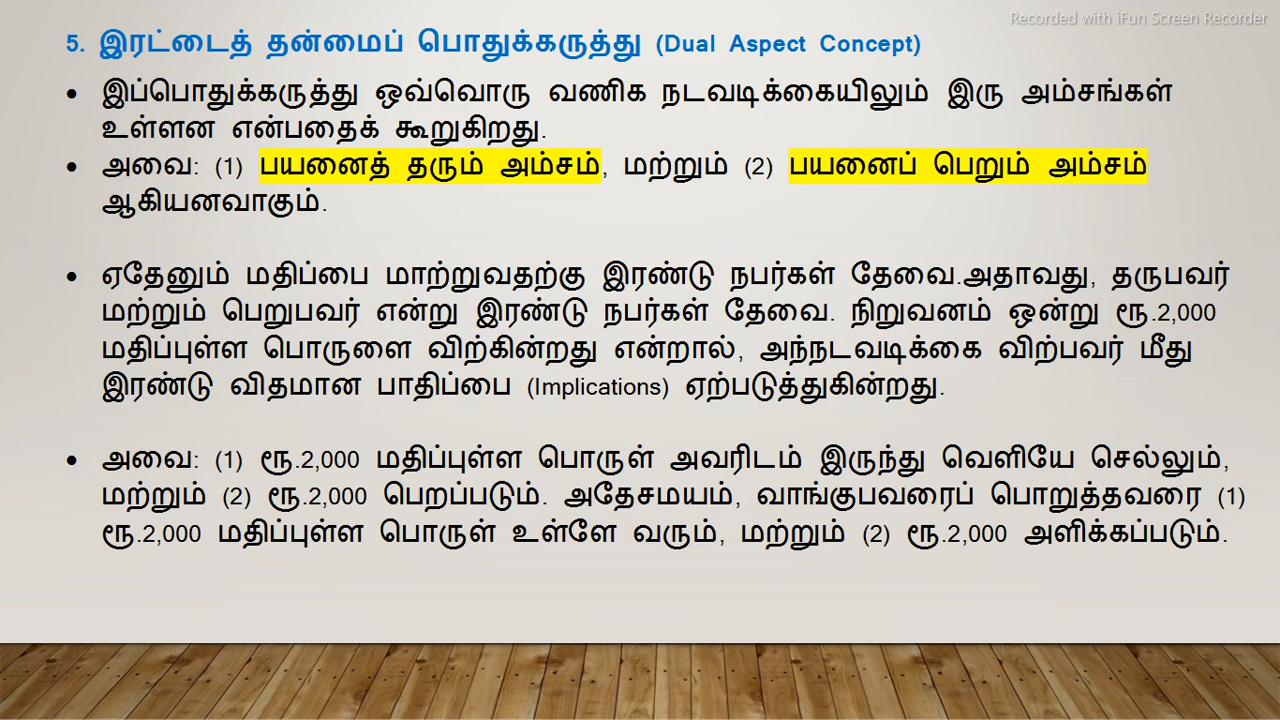 Recorded with iFun Screen Recorder
5. இரட்டைத் தன்மைப் பொதுக்கருத்து (Dual Aspect Concept)
• இப்பொதுக்கருத்து ஒவ்வொரு வணிக நடவடிக்கையிலும் இரு அம்சங்கள்
உள்ளன என்பதைக் கூறுகிறது.
• அவை: (1) பயனைத் தரும் அம்சம், மற்றும் (2) பயனைப் பெறும் அம்சம்
ஆகியனவாகும்.
• ஏதேனும் மதிப்பை மாற்றுவதற்கு இரண்டு நபர்கள் தேவை.அதாவது, தருபவர்
மற்றும் பெறுபவர் என்று இரண்டு நபர்கள் தேவை. நிறுவனம் ஒன்று ரூ.2,000
மதிப்புள்ள பொருளை விற்கின்றது என்றால், அந்நடவடிக்கை விற்பவர் மீது
இரண்டு விதமான பாதிப்பை (Implications) ஏற்படுத்துகின்றது.
• அவை: (1) ரூ.2,000 மதிப்புள்ள பொருள் அவரிடம் இருந்து வெளியே செல்லும்,
மற்றும் (2) ரூ.2,000 பெறப்படும். அதேசமயம், வாங்குபவரைப் பொறுத்தவரை (1)
ரூ.2,000 மதிப்புள்ள பொருள் உள்ளே வரும், மற்றும் (2) ரூ.2,000 அளிக்கப்படும்.